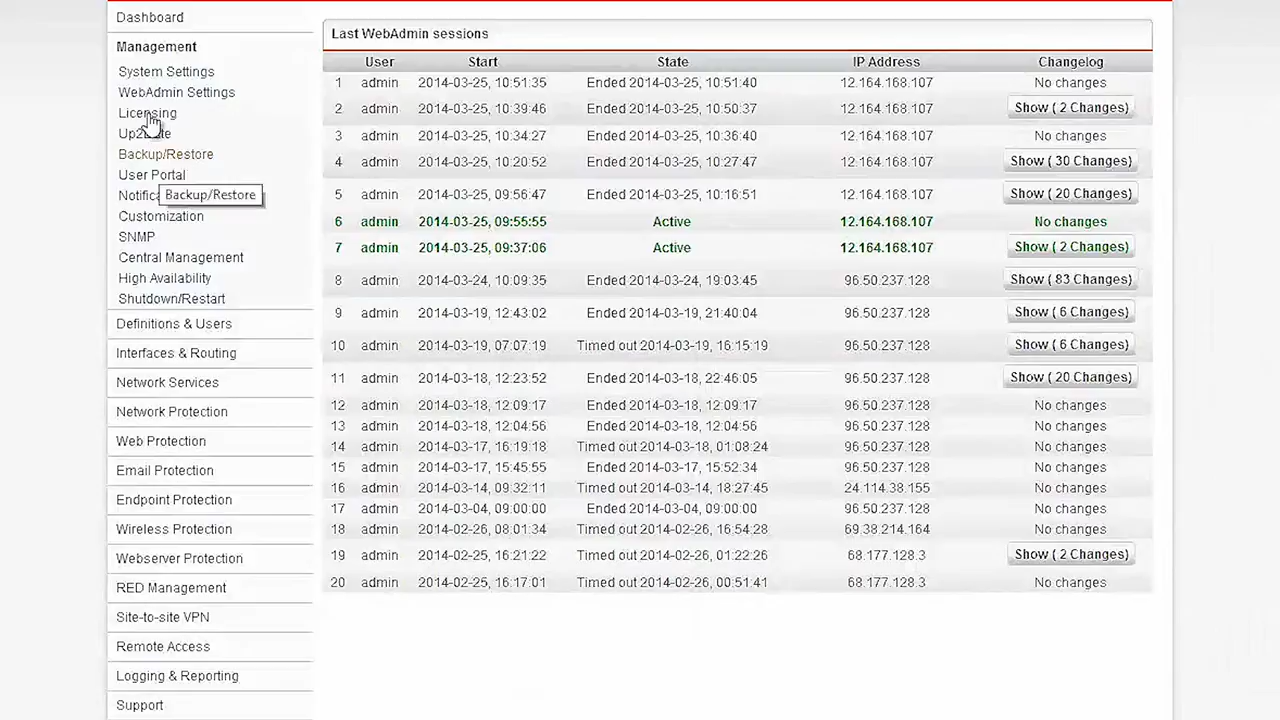 Dashboard
Management
System Settings
WebAdmin Settings
Licensing
Backup/Restore
User Portal
Backup/Restore
Customization
SNMP
Central Management
High Availability
Shutdown/Restart
Definitions & Users
Interfaces & Routing
Network Services
Network Protection
Web Protection
Email Protection
Endpoint Protection
Wireless Protection
Webserver Protection
RED Management
Site-to-site VPN
Remote Access
Logging & Reporting
Support
Last WebAdmin sessions
User Start State IP Address Changelog
1 admin 2014-03-25, 10:51:35 Ended 2014-03-25, 10:51:40 12.164.168.107 No changes
2 admin 2014-03-25, 10:39:46 Ended 2014-03-25, 10:50:37 12.164.168.107 Show ( 2 Changes)
3 admin 2014-03-25, 10:34:27 Ended 2014-03-25, 10:36:40 12.164.168.107 No changes
4 admin 2014-03-25, 10:20:52 Ended 2014-03-25, 10:27:47 12.164.168.107 Show ( 30 Changes)
5 admin 2014-03-25, 09:56:47 Ended 2014-03-25, 10:16:51 12.164.168.107 Show ( 20 Changes)
6 admin 2014-03-25, 09:55:55 Active 12.164.168.107 No changes
7 admin 2014-03-25, 09:37:06 Active 12.164.168.107 Show ( 2 Changes)
8 admin 2014-03-24, 10:09:35 Ended 2014-03-24, 19:03:45 96.50.237.128 Show ( 83 Changes)
9 admin 2014-03-19, 12:43:02 Ended 2014-03-19, 21:40:04 96.50.237.128 Show ( 6 Changes)
10 admin 2014-03-19, 07:07:19 Timed out 2014-03-19, 16:15:19 96.50.237.128 Show ( 6 Changes)
11 admin 2014-03-18, 12:23:52 Ended 2014-03-18, 22:46:05 96.50.237.128 Show ( 20 Changes)
12 admin 2014-03-18, 12:09:17 Ended 2014-03-18, 12:09:17 96.50.237.128 No changes
13 admin 2014-03-18, 12:04:56 Ended 2014-03-18, 12:04:56 96.50.237.128 No changes
14 admin 2014-03-17, 16:19:18 Timed out 2014-03-18, 01:08:24 96.50.237.128 No changes
15 admin 2014-03-17, 15:45:55 Ended 2014-03-17, 15:52:34 96.50.237.128 No changes
16 admin 2014-03-14, 09:32:11 Timed out 2014-03-14, 18:27:45 24.114.38.155 No changes
17 admin 2014-03-04, 09:00:00 Ended 2014-03-04, 09:00:00 96.50.237.128 No changes
18 admin 2014-02-26, 08:01:34 Timed out 2014-02-26, 16:54:28 69.38.214.164 No changes
19 admin 2014-02-25, 16:21:22 Timed out 2014-02-26, 01:22:26 68.177.128.3 Show ( 2 Changes)
20 admin 2014-02-25, 16:17:01 Timed out 2014-02-26, 00:51:41 68.177.128.3 No changes